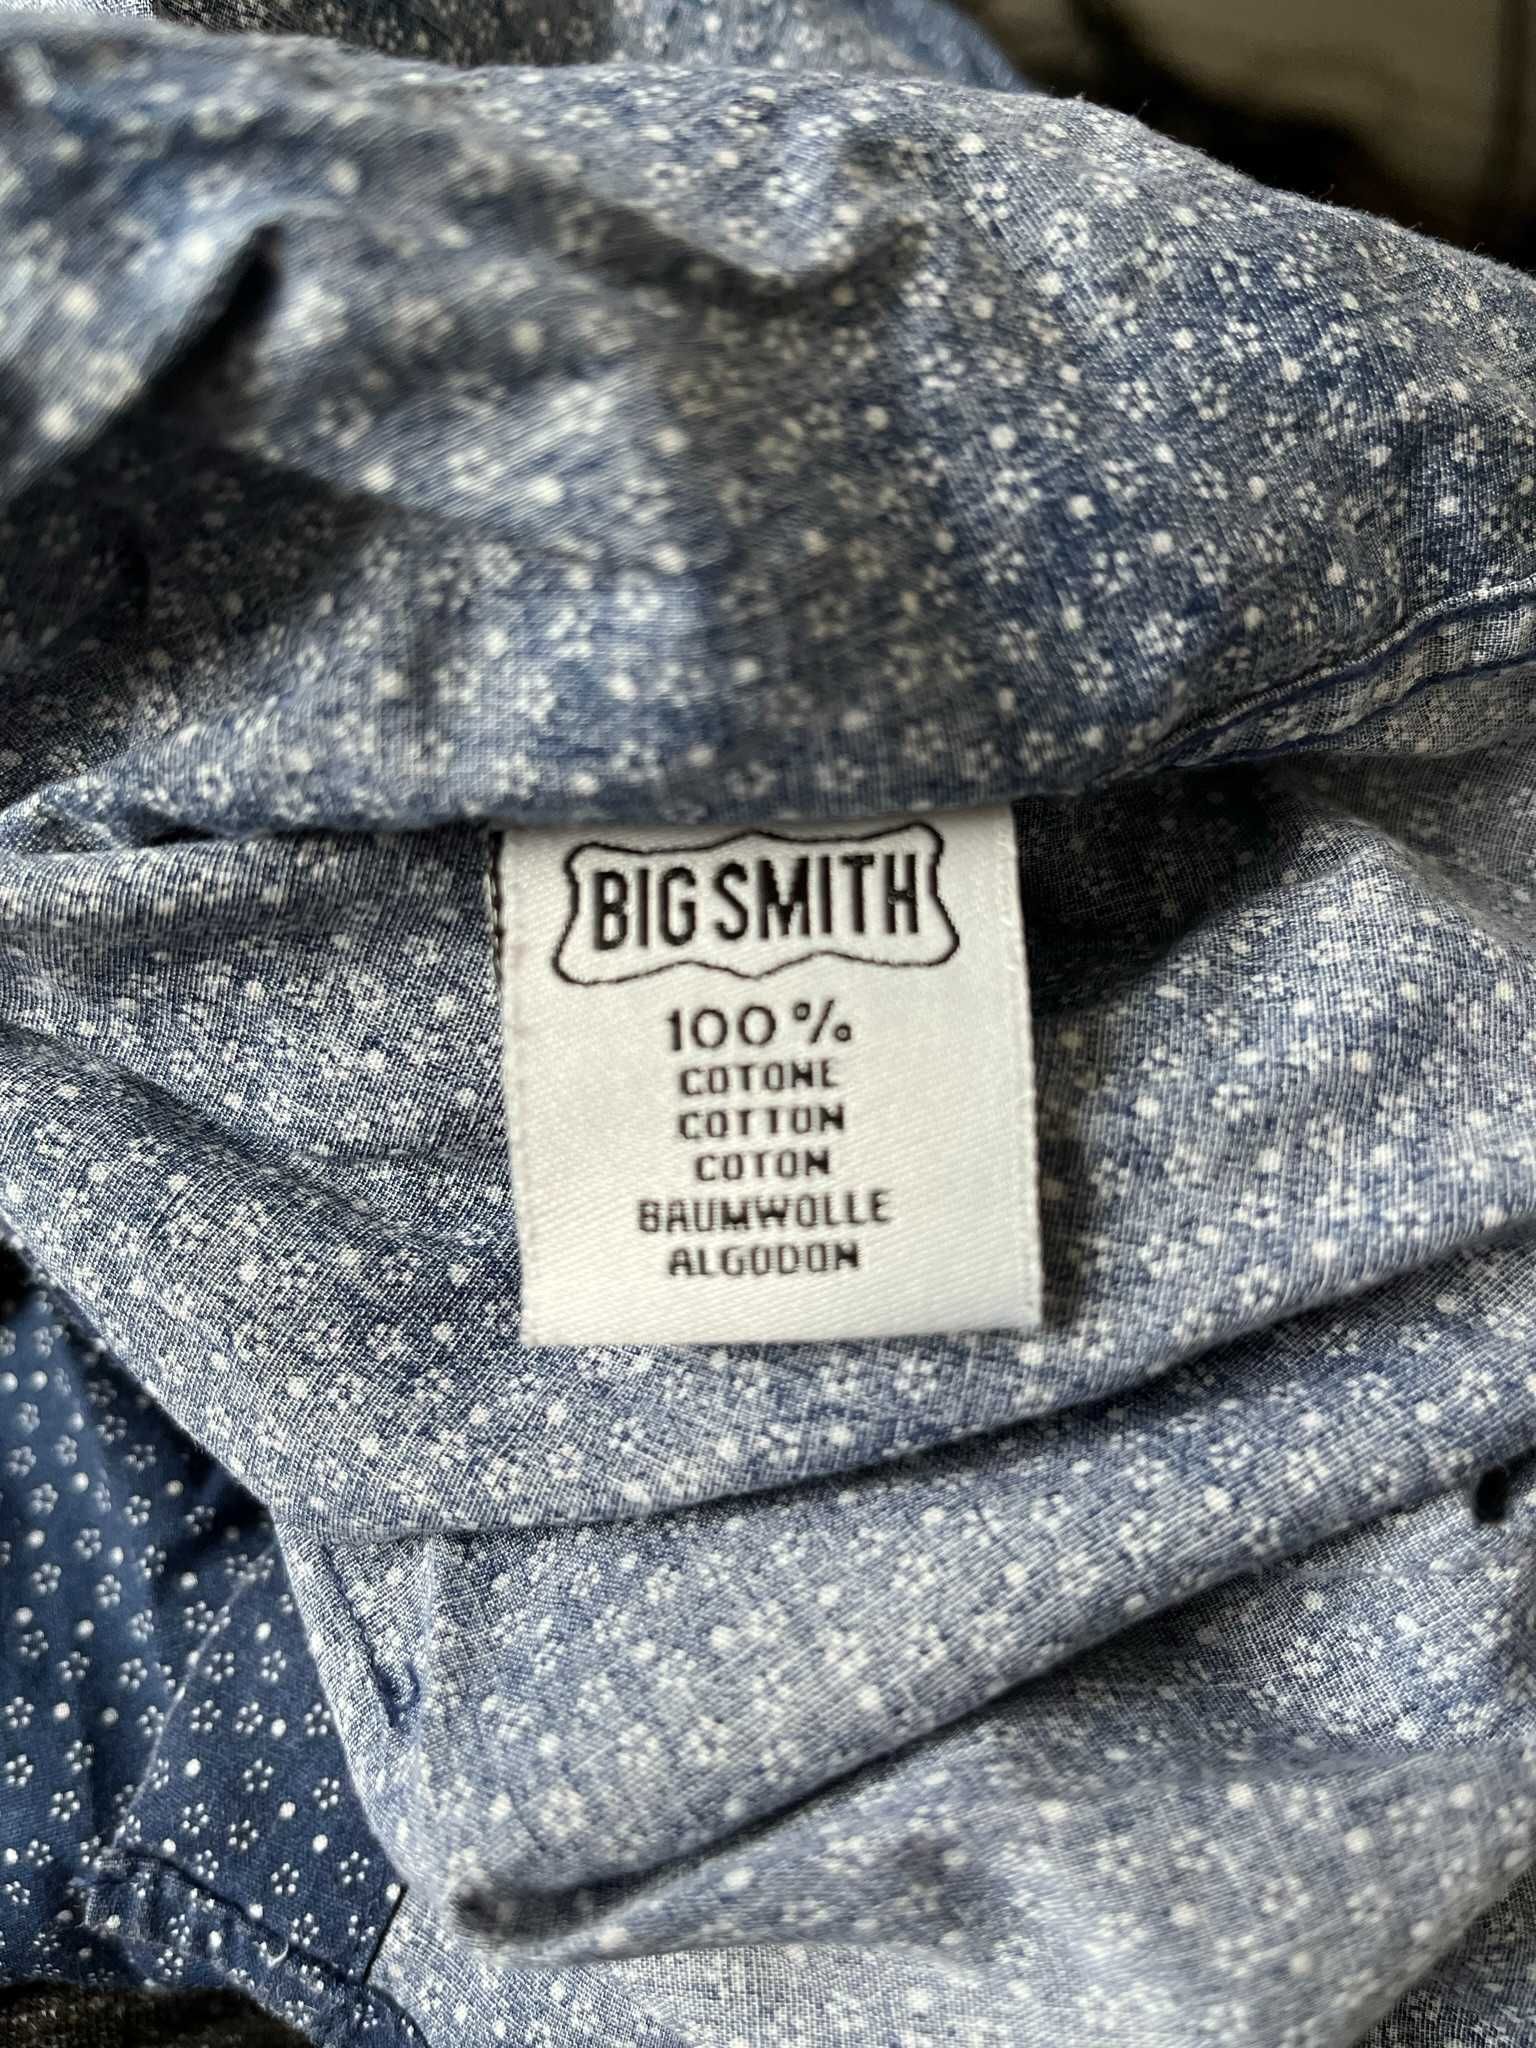 BIG SMITH
100 %
COTONE
COTTON
COTON
BAUMWOLLE
ALGODON